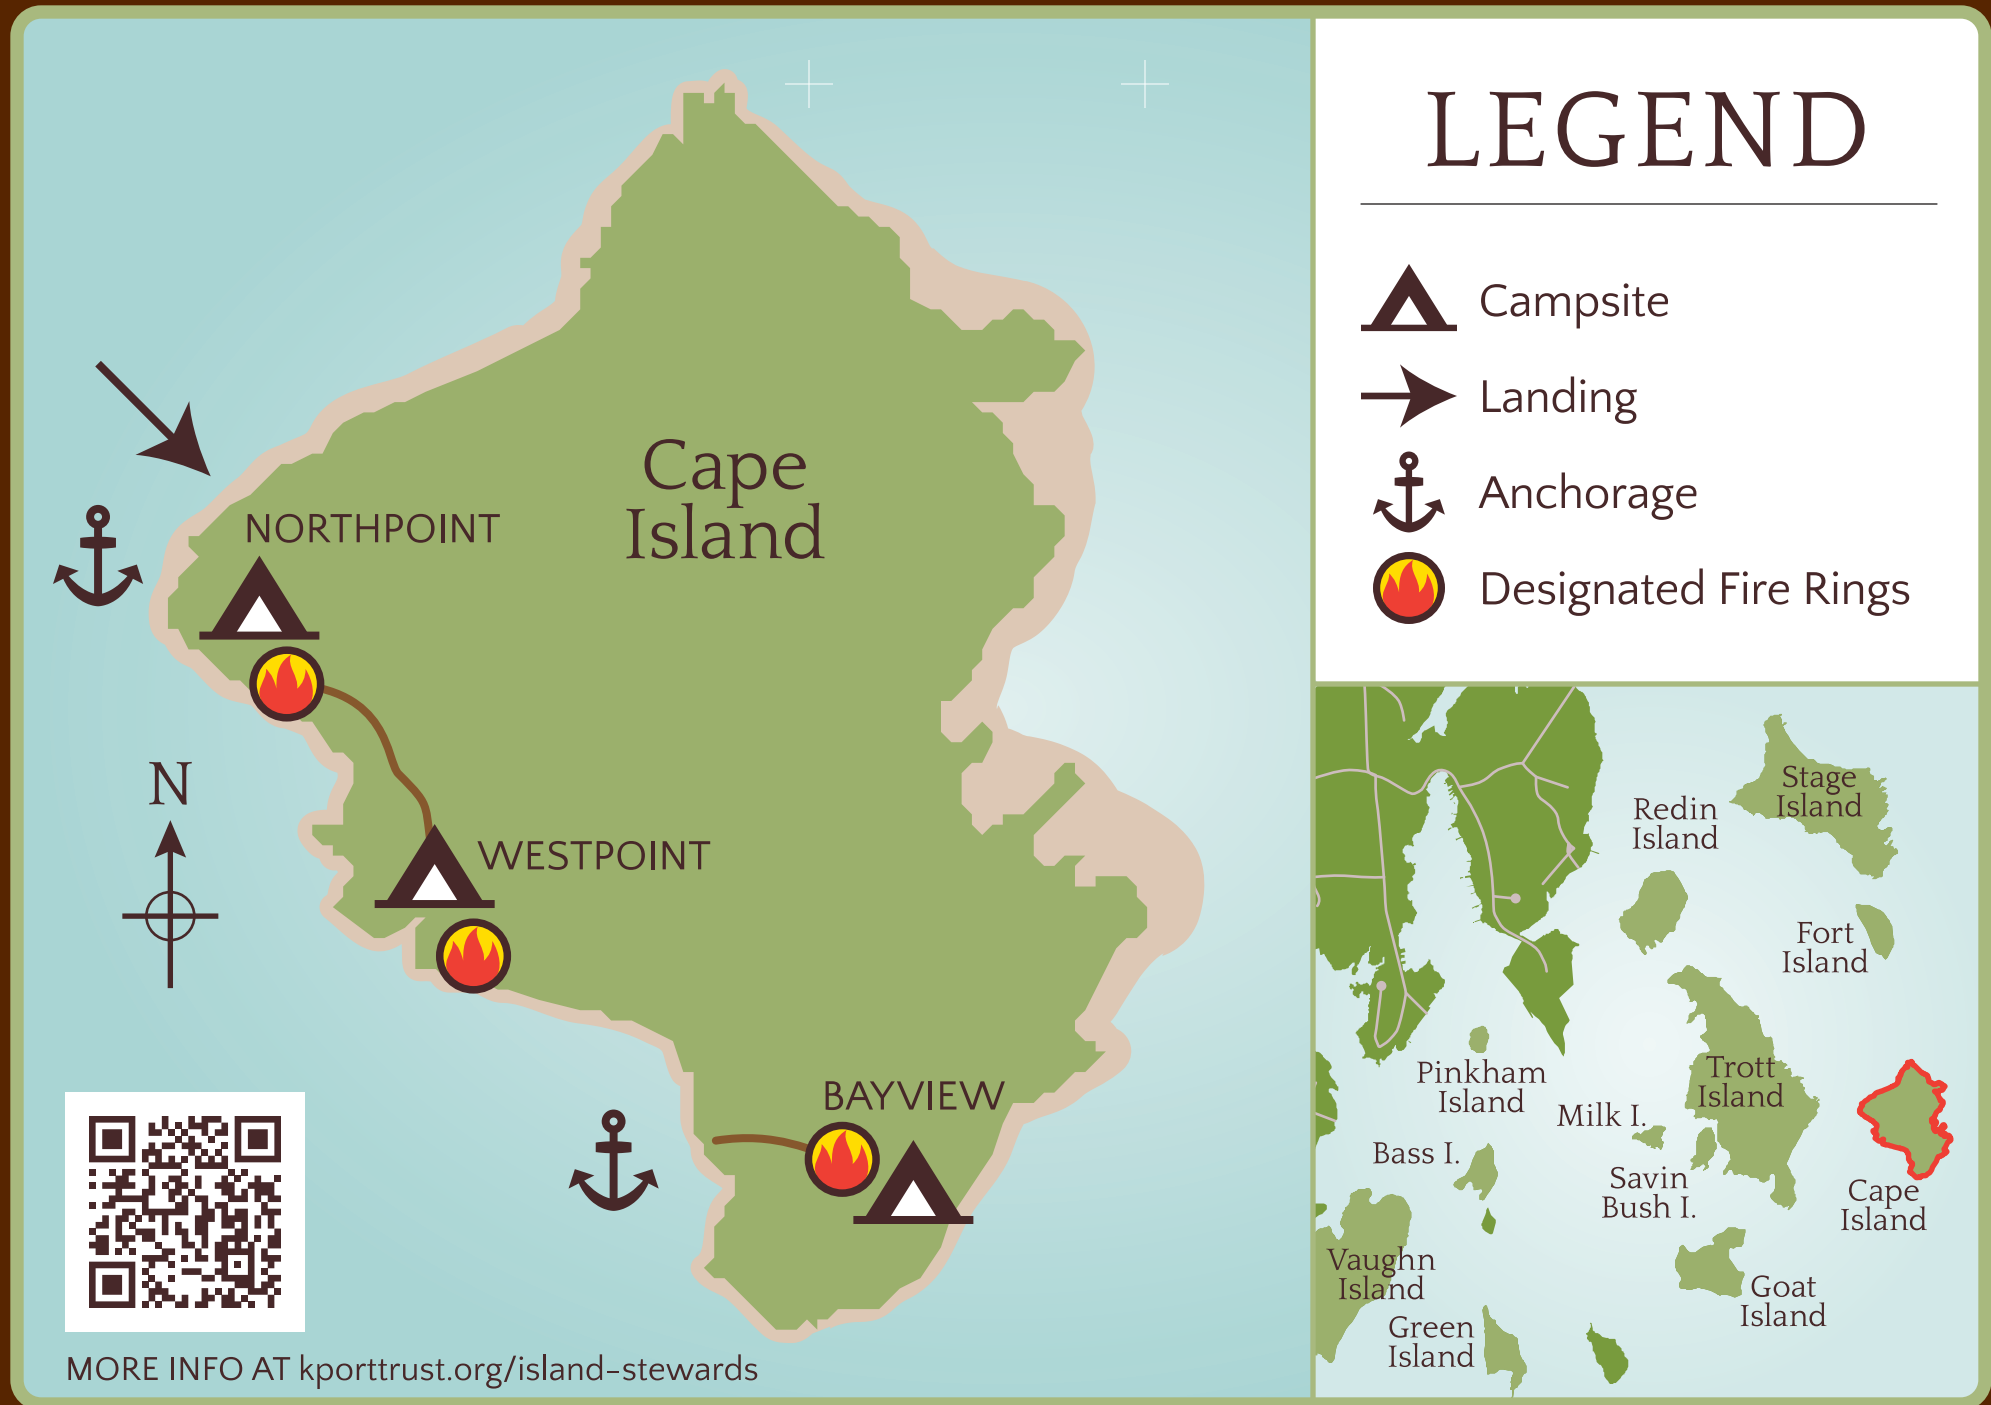 Cape
Island
NORTHPOINT
WESTPOINT
BAYVIEW
N
MORE INFO AT kporttrust.org/island-stewards
LEGEND
Campsite
Landing
Anchorage
Designated Fire Rings
Stage
Island
Redin
Island
Fort
Island
Trott
Island
Pinkham
Island
Milk I.
Bass I.
Savin
Bush I.
Cape
Island
Vaughn
Island
Goat
Island
Green
Island